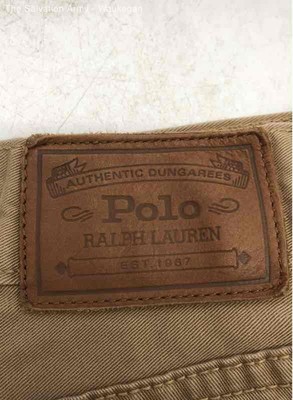 AUTHENTIC DUNGAREES
Polo
RALPH LAUREN
EST. 1967